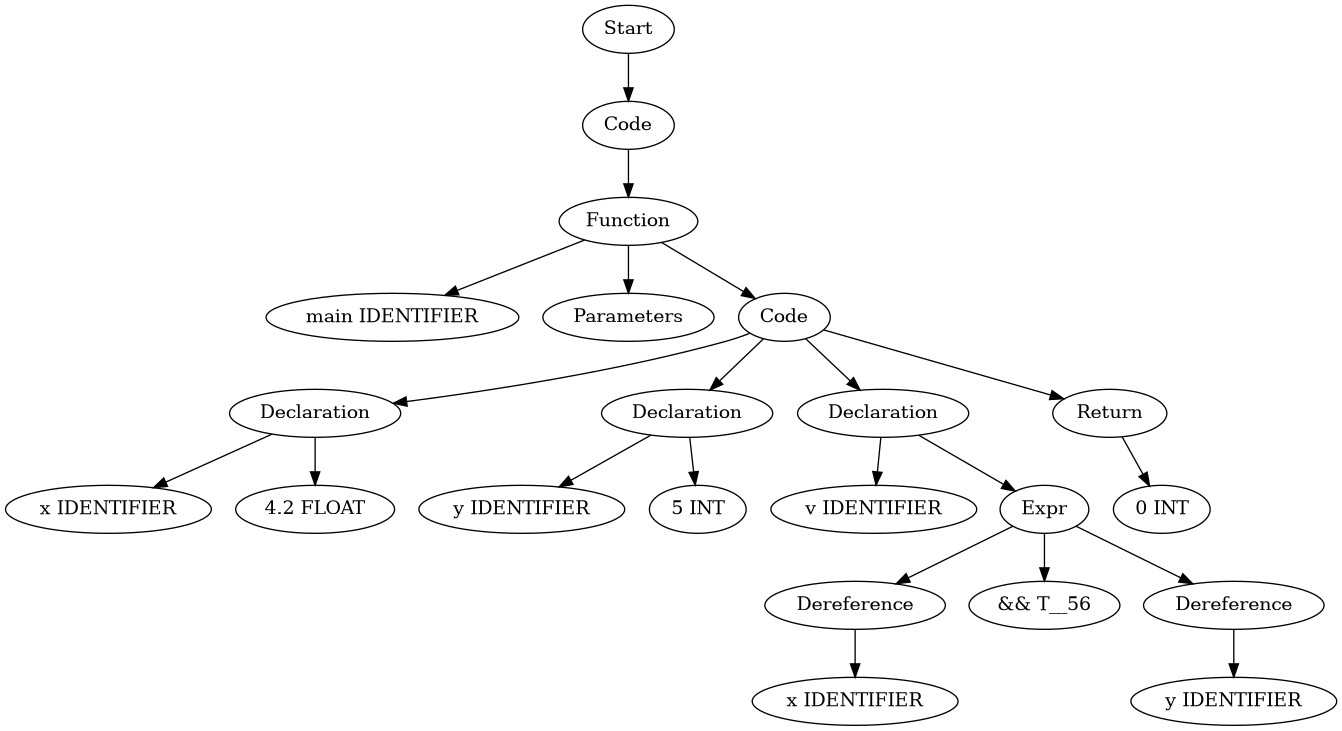 Start
Code
Function
main IDENTIFIER
Parameters
Code
Declaration
Declaration
Declaration
Return
x IDENTIFIER
4.2 FLOAT
y IDENTIFIER
5 INT
v IDENTIFIER
Expr
0 INT
Dereference
&& T__56
Dereference
x IDENTIFIER
y IDENTIFIER